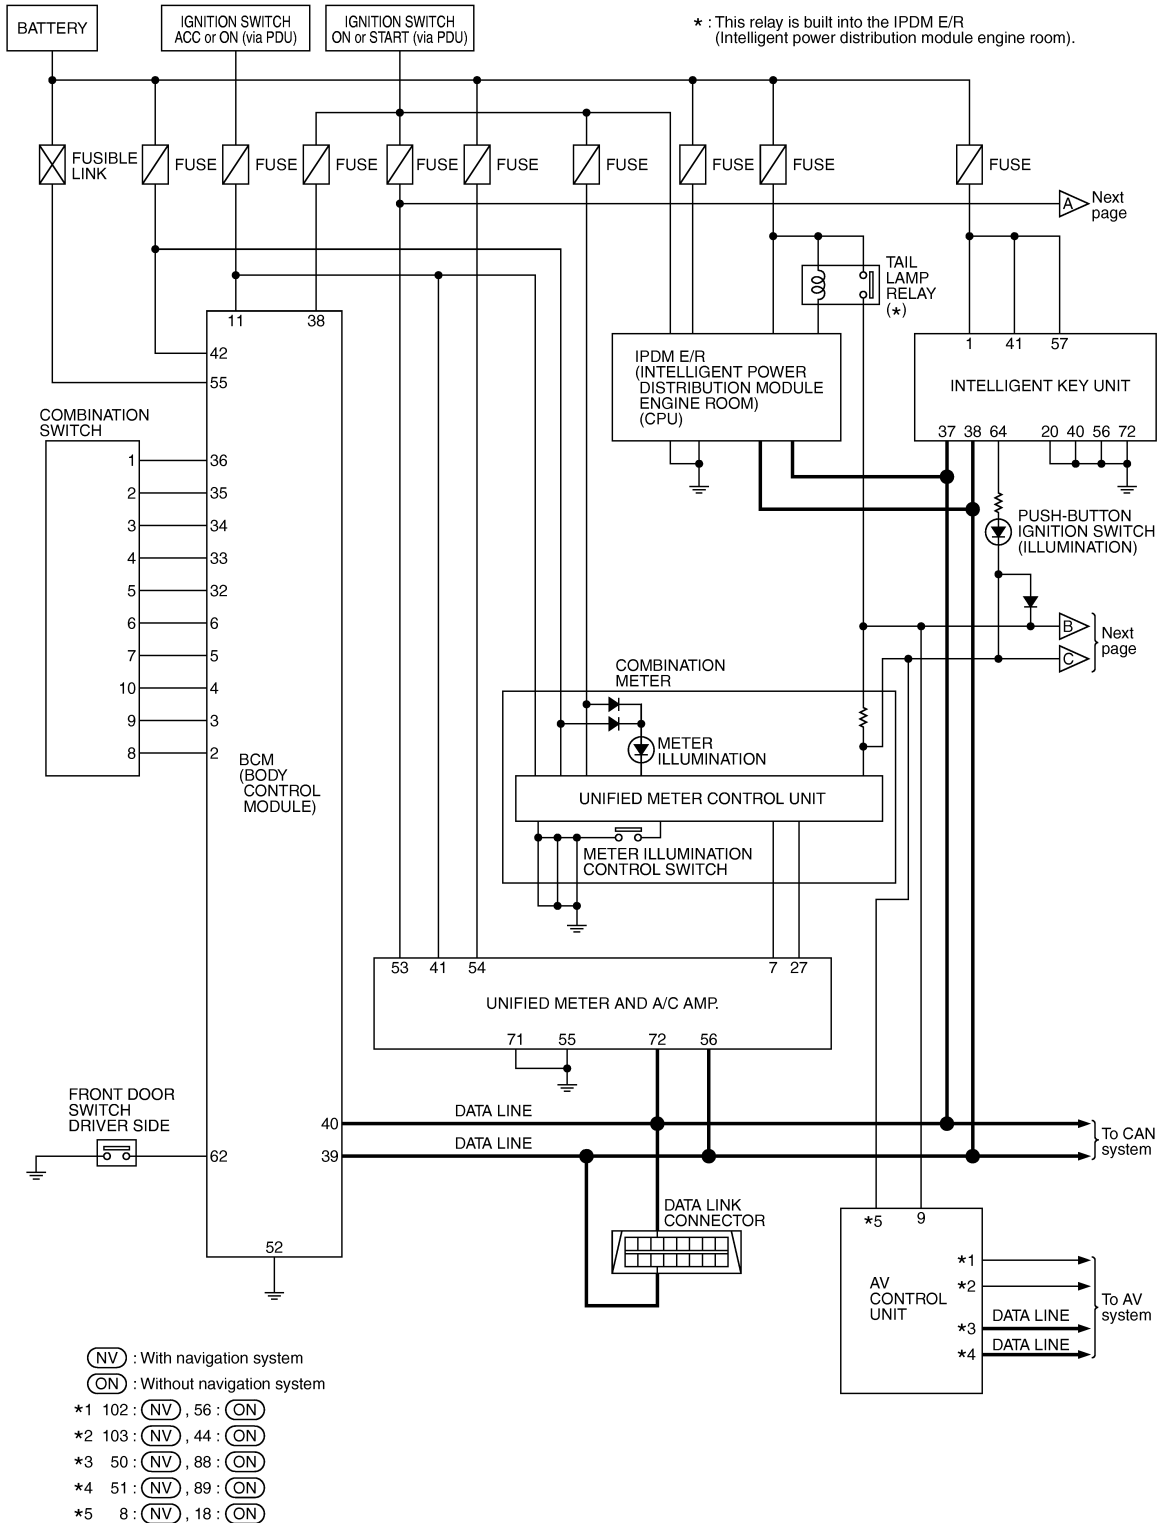 BATTERY
IGNITION SWITCH
ACC or ON (via PDU)
IGNITION SWITCH
ON or START (via PDU)
* : This relay is built into the IPDM E/R
(Intelligent power distribution module engine room).
FUSIBLE
LINK
FUSE
FUSE
FUSE
FUSE
FUSE
FUSE
FUSE
FUSE
FUSE
A
Next
page
TAIL
LAMP
RELAY
(*)
11
38
42
55
IPDM E/R
(INTELLIGENT POWER
DISTRIBUTION MODULE
ENGINE ROOM)
(CPU)
1 41 57
INTELLIGENT KEY UNIT
37 38 64 20 40 56 72
COMBINATION
SWITCH
1 36
2 35
3 34
4 33
5 32
6 6
7 5
10 4
9 3
8 2
BCM
(BODY
CONTROL
MODULE)
PUSH-BUTTON
IGNITION SWITCH
(ILLUMINATION)
B
C
Next
page
COMBINATION
METER
METER
ILLUMINATION
UNIFIED METER CONTROL UNIT
METER ILLUMINATION
CONTROL SWITCH
53 41 54 7 27
UNIFIED METER AND A/C AMP.
71 55 72 56
FRONT DOOR
SWITCH
DRIVER SIDE
62
40
DATA LINE
39
DATA LINE
To CAN
system
52
DATA LINK
CONNECTOR
*5 9
AV
CONTROL
UNIT
*1
*2
*3
DATA LINE
*4
DATA LINE
To AV
system
NV : With navigation system
ON : Without navigation system
*1 102 : NV , 56 : ON
*2 103 : NV , 44 : ON
*3 50 : NV , 88 : ON
*4 51 : NV , 89 : ON
*5 8 : NV , 18 : ON